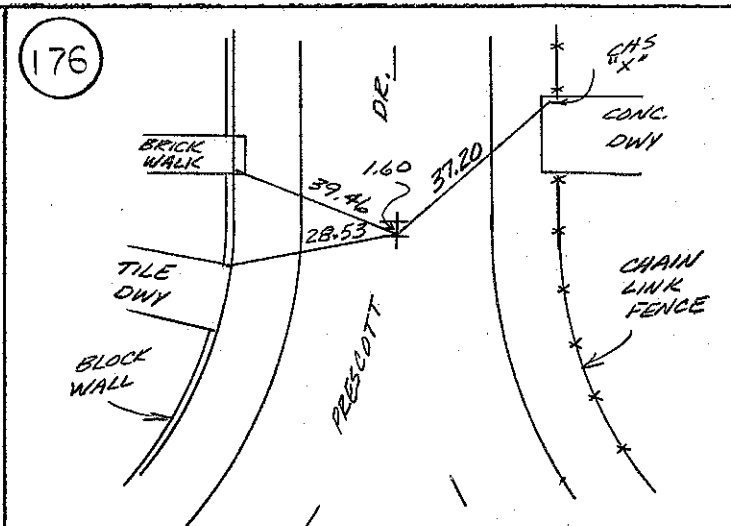 176
CHS
"X"
DR.
CONC.
DWY
BRICK
WALK
1.60
37.20
39.46
28.53
TILE
DWY
CHAIN
LINK
FENCE
PRESCOTT
BLOCK
WALL